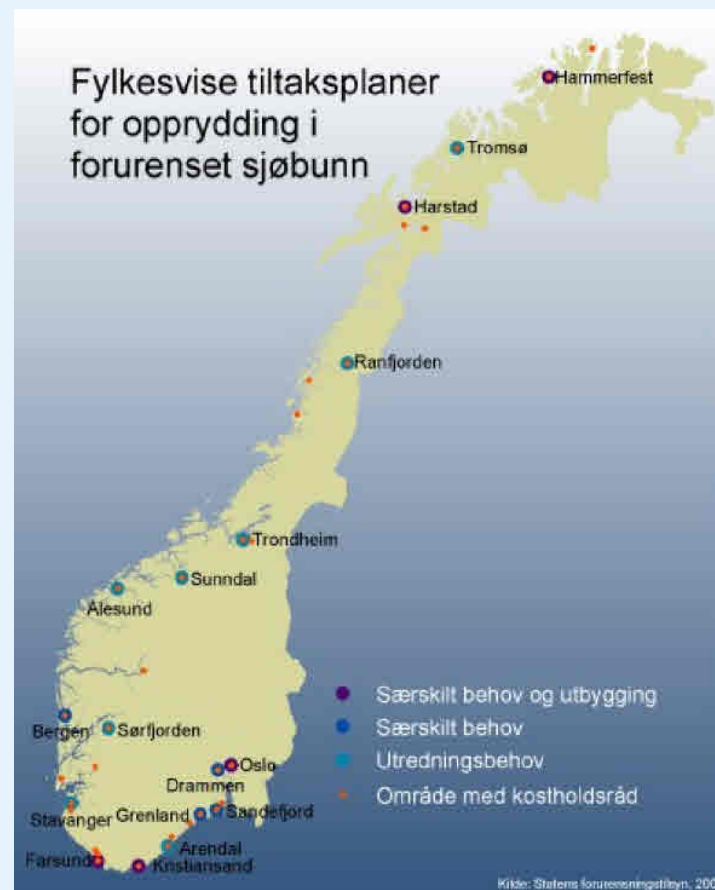 Fylkesvise tiltaksplaner
for opprydding i
forurenset sjøbunn
Hammerfest
Tromsø
Harstad
Ranfjorden
Trondheim
Sunndal
Ålesund
Bergen
Sørfjorden
Oslo
Drammen
Grenland
Sandefjord
Stavanger
Arendal
Farsund
Kristiansand
Særskilt behov og utbygging
Særskilt behov
Utredningsbehov
Område med kostholdsråd
Kilde: Statens forurensningstilsyn,